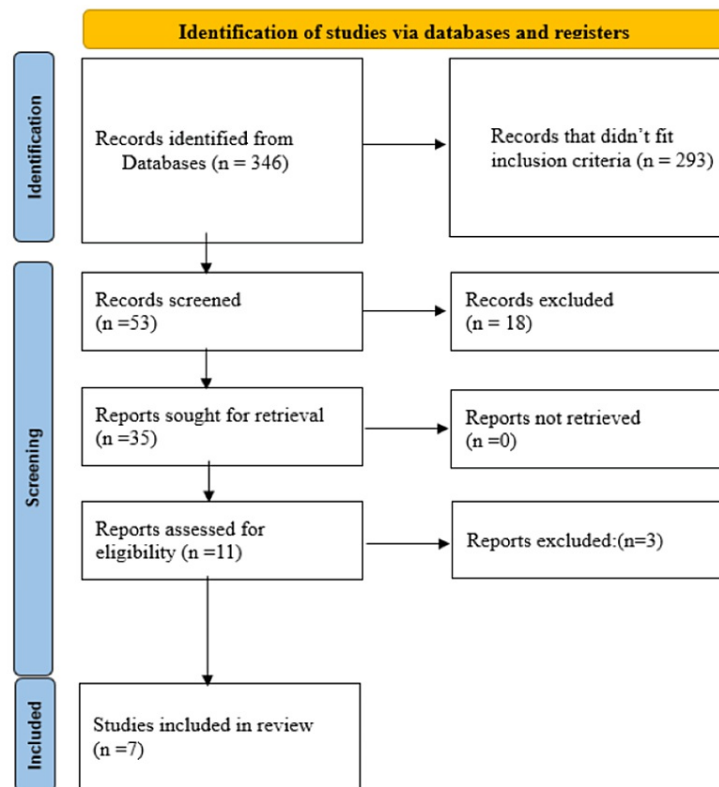 Identification of studies via databases and registers
Identification
Records identified from
Databases (n = 346)
Records that didn't fit
inclusion criteria (n = 293)
Screening
Records screened
(n =53)
Records excluded
(n = 18)
Reports sought for retrieval
(n =35)
Reports not retrieved
(n =0)
Reports assessed for
eligibility (n =11)
Reports excluded:(n=3)
Included
Studies included in review
(n =7)